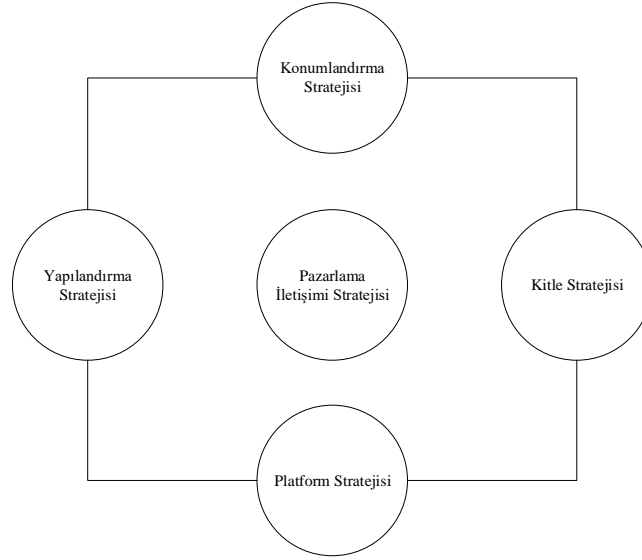 Konumlandırma
Stratejisi
Yapılandırma
Stratejisi
Pazarlama
İletişimi Stratejisi
Kitle Stratejisi
Platform Stratejisi